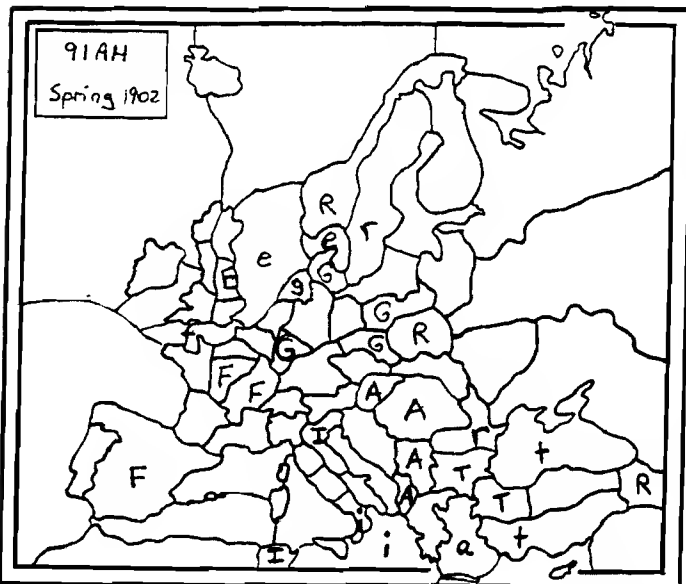 91AH
Spring 1902
R
e r
e
G
g
E
G
f
G G R
F
F A
A
I r t
A
F T R
A T
i
I i a t